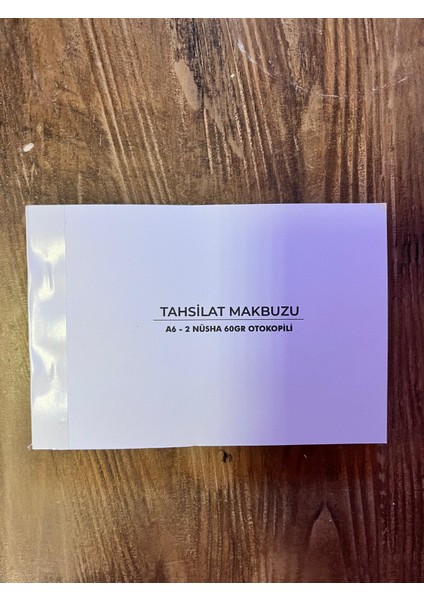 TAHSİLAT MAKBUZU
A6 - 2 NÜSHA 60GR OTOKOPİLİ